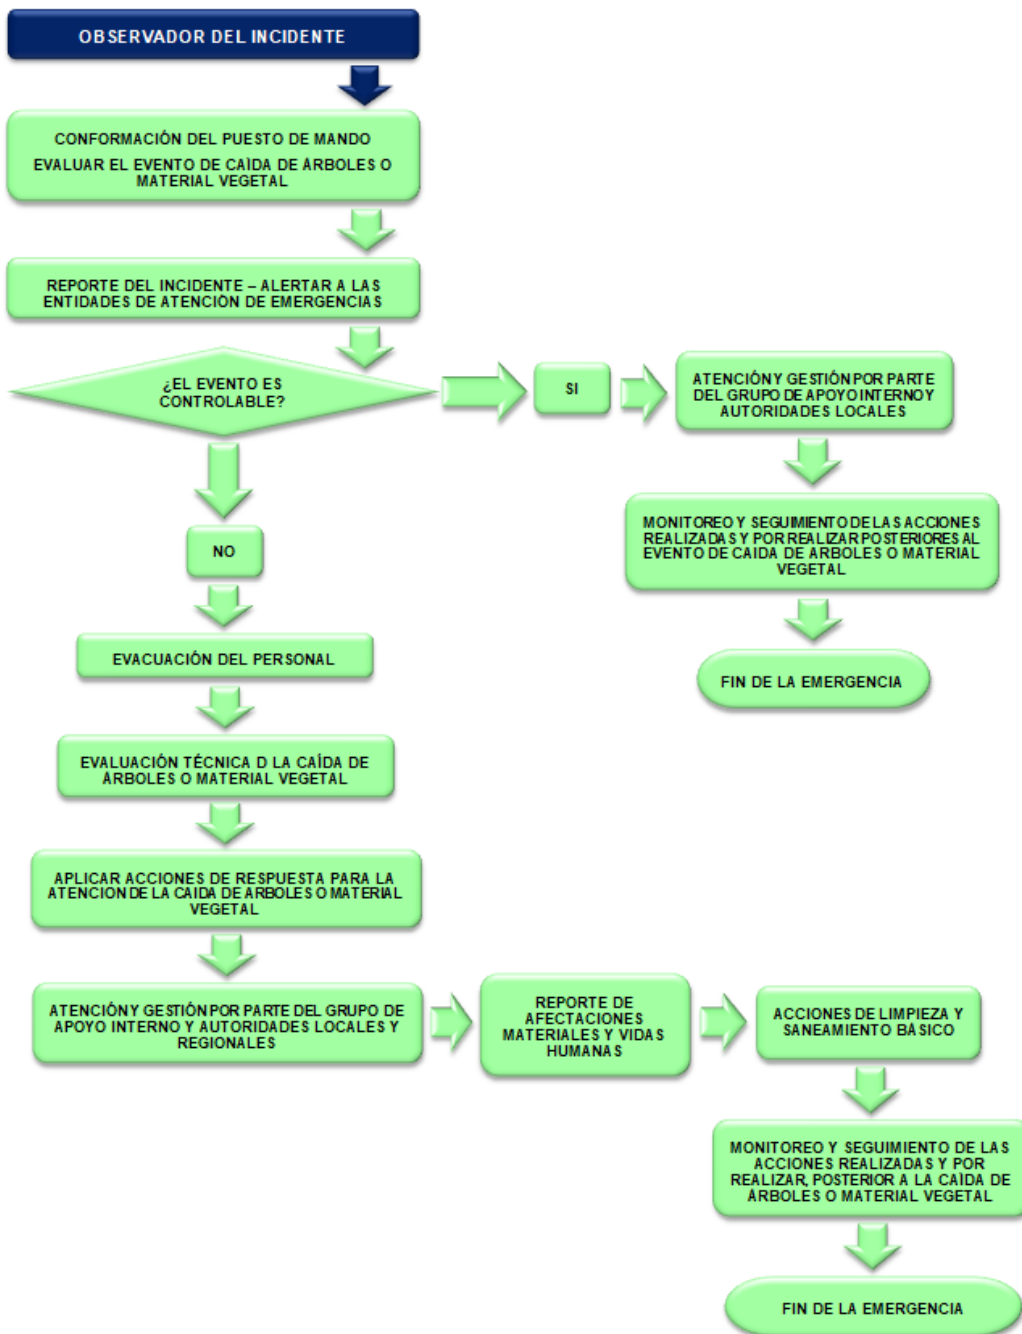 OBSERVADOR DEL INCIDENTE
CONFORMACIÓN DEL PUESTO DE MANDO
EVALUAR EL EVENTO DE CAÌDA DE ÁRBOLES O
MATERIAL VEGETAL
REPORTE DEL INCIDENTE – ALERTAR A LAS
ENTIDADES DE ATENCIÓN DE EMERGENCIAS
¿EL EVENTO ES
CONTROLABLE?
SI
ATENCIÓN Y GESTIÓN POR PARTE
DEL GRUPO DE APOYO INTERNO Y
AUTORIDADES LOCALES
MONITOREO Y SEGUIMIENTO DE LAS ACCIONES
REALIZADAS Y POR REALIZAR POSTERIORES AL
EVENTO DE CAIDA DE ARBOLES O MATERIAL
VEGETAL
FIN DE LA EMERGENCIA
NO
EVACUACIÓN DEL PERSONAL
EVALUACIÓN TÉCNICA D LA CAÍDA DE
ÁRBOLES O MATERIAL VEGETAL
APLICAR ACCIONES DE RESPUESTA PARA LA
ATENCION DE LA CAIDA DE ARBOLES O MATERIAL
VEGETAL
ATENCIÓN Y GESTIÓN POR PARTE DEL GRUPO DE
APOYO INTERNO Y AUTORIDADES LOCALES Y
REGIONALES
REPORTE DE
AFECTACIONES
MATERIALES Y VIDAS
HUMANAS
ACCIONES DE LIMPIEZA Y
SANEAMIENTO BÁSICO
MONITOREO Y SEGUIMIENTO DE LAS
ACCIONES REALIZADAS Y POR
REALIZAR, POSTERIOR A LA CAÌDA DE
ÁRBOLES O MATERIAL VEGETAL
FIN DE LA EMERGENCIA